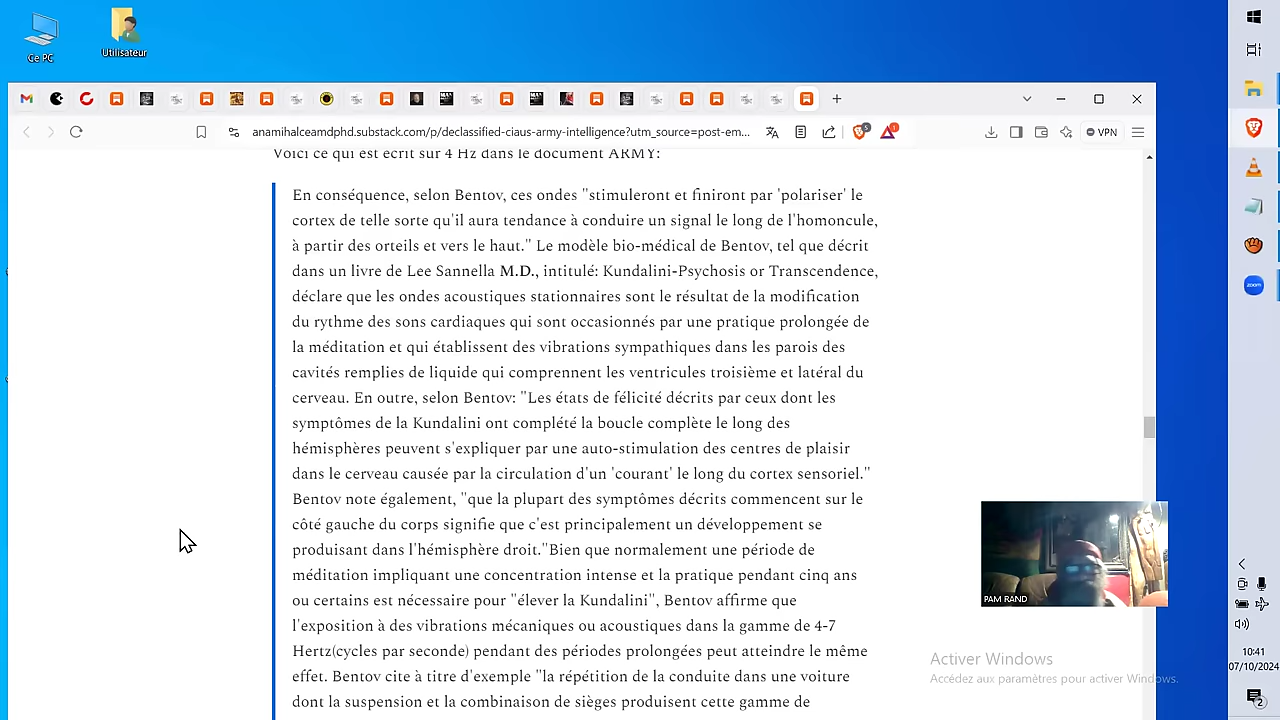 Ce PC
Utilisateur
anamihalceamdphd.substack.com/p/declassified-ciaus-army-intelligence?utm_source=post-em...
VPN
Voici ce qui est écrit sur 4 Hz dans le document ARMY:
En conséquence, selon Bentov, ces ondes "stimuleront et finiront par 'polariser' le
cortex de telle sorte qu'il aura tendance à conduire un signal le long de l'homoncule,
à partir des orteils et vers le haut." Le modèle bio-médical de Bentov, tel que décrit
dans un livre de Lee Sannella M.D., intitulé: Kundalini-Psychosis or Transcendence,
déclare que les ondes acoustiques stationnaires sont le résultat de la modification
du rythme des sons cardiaques qui sont occasionnés par une pratique prolongée de
la méditation et qui établissent des vibrations sympathiques dans les parois des
cavités remplies de liquide qui comprennent les ventricules troisième et latéral du
cerveau. En outre, selon Bentov: "Les états de félicité décrits par ceux dont les
symptômes de la Kundalini ont complété la boucle complète le long des
hémisphères peuvent s'expliquer par une auto-stimulation des centres de plaisir
dans le cerveau causée par la circulation d'un 'courant' le long du cortex sensoriel."
Bentov note également, "que la plupart des symptômes décrits commencent sur le
côté gauche du corps signifie que c'est principalement un développement se
produisant dans l'hémisphère droit."Bien que normalement une période de
méditation impliquant une concentration intense et la pratique pendant cinq ans
ou certains est nécessaire pour "élever la Kundalini", Bentov affirme que
l'exposition à des vibrations mécaniques ou acoustiques dans la gamme de 4-7
Hertz(cycles par seconde) pendant des périodes prolongées peut atteindre le même
effet. Bentov cite à titre d'exemple "la répétition de la conduite dans une voiture
dont la suspension et la combinaison de sièges produisent cette gamme de
PAM RAND
Activer Windows
Accédez aux paramètres pour activer Windows.
zoom
10:41
07/10/2024
2